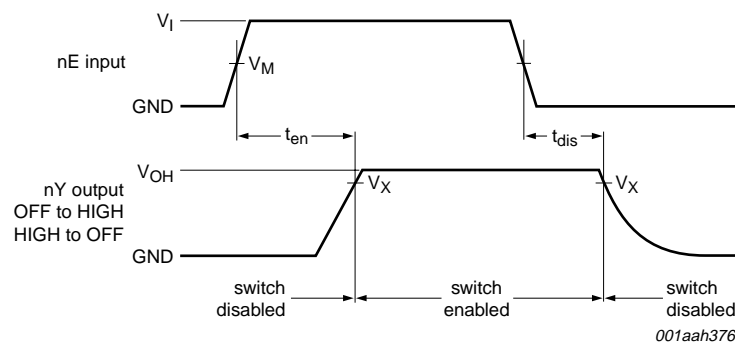 V_I
nE input
V_M
GND
t_en
t_dis
V_OH
V_X
V_X
nY output
OFF to HIGH
HIGH to OFF
GND
switch
disabled
switch
enabled
switch
disabled
001aah376